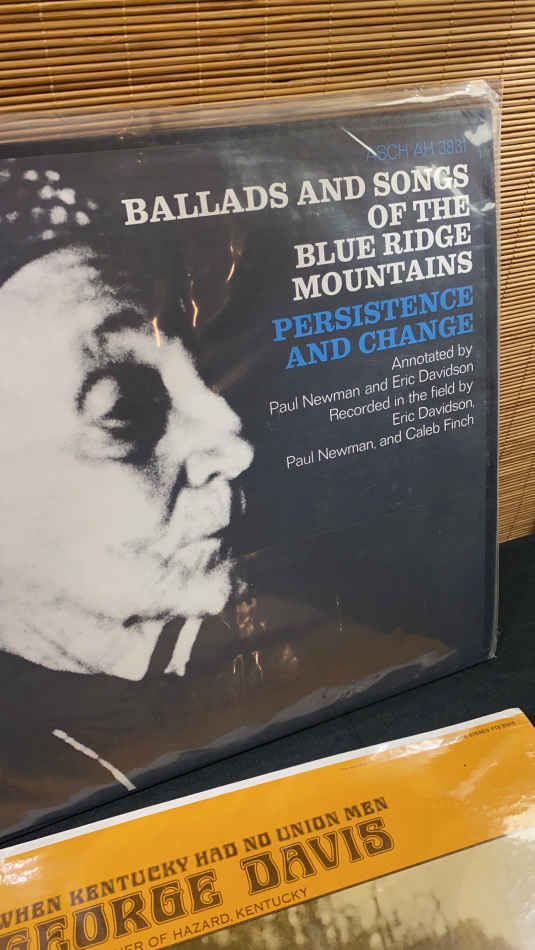 ASCH AH 3831
BALLADS AND SONGS
OF THE
BLUE RIDGE
MOUNTAINS
PERSISTENCE
AND CHANGE
Annotated by
Paul Newman and Eric Davidson
Recorded in the field by
Eric Davidson,
Paul Newman, and Caleb Finch
WHEN KENTUCKY HAD NO UNION MEN
GEORGE DAVIS
OF HAZARD, KENTUCKY